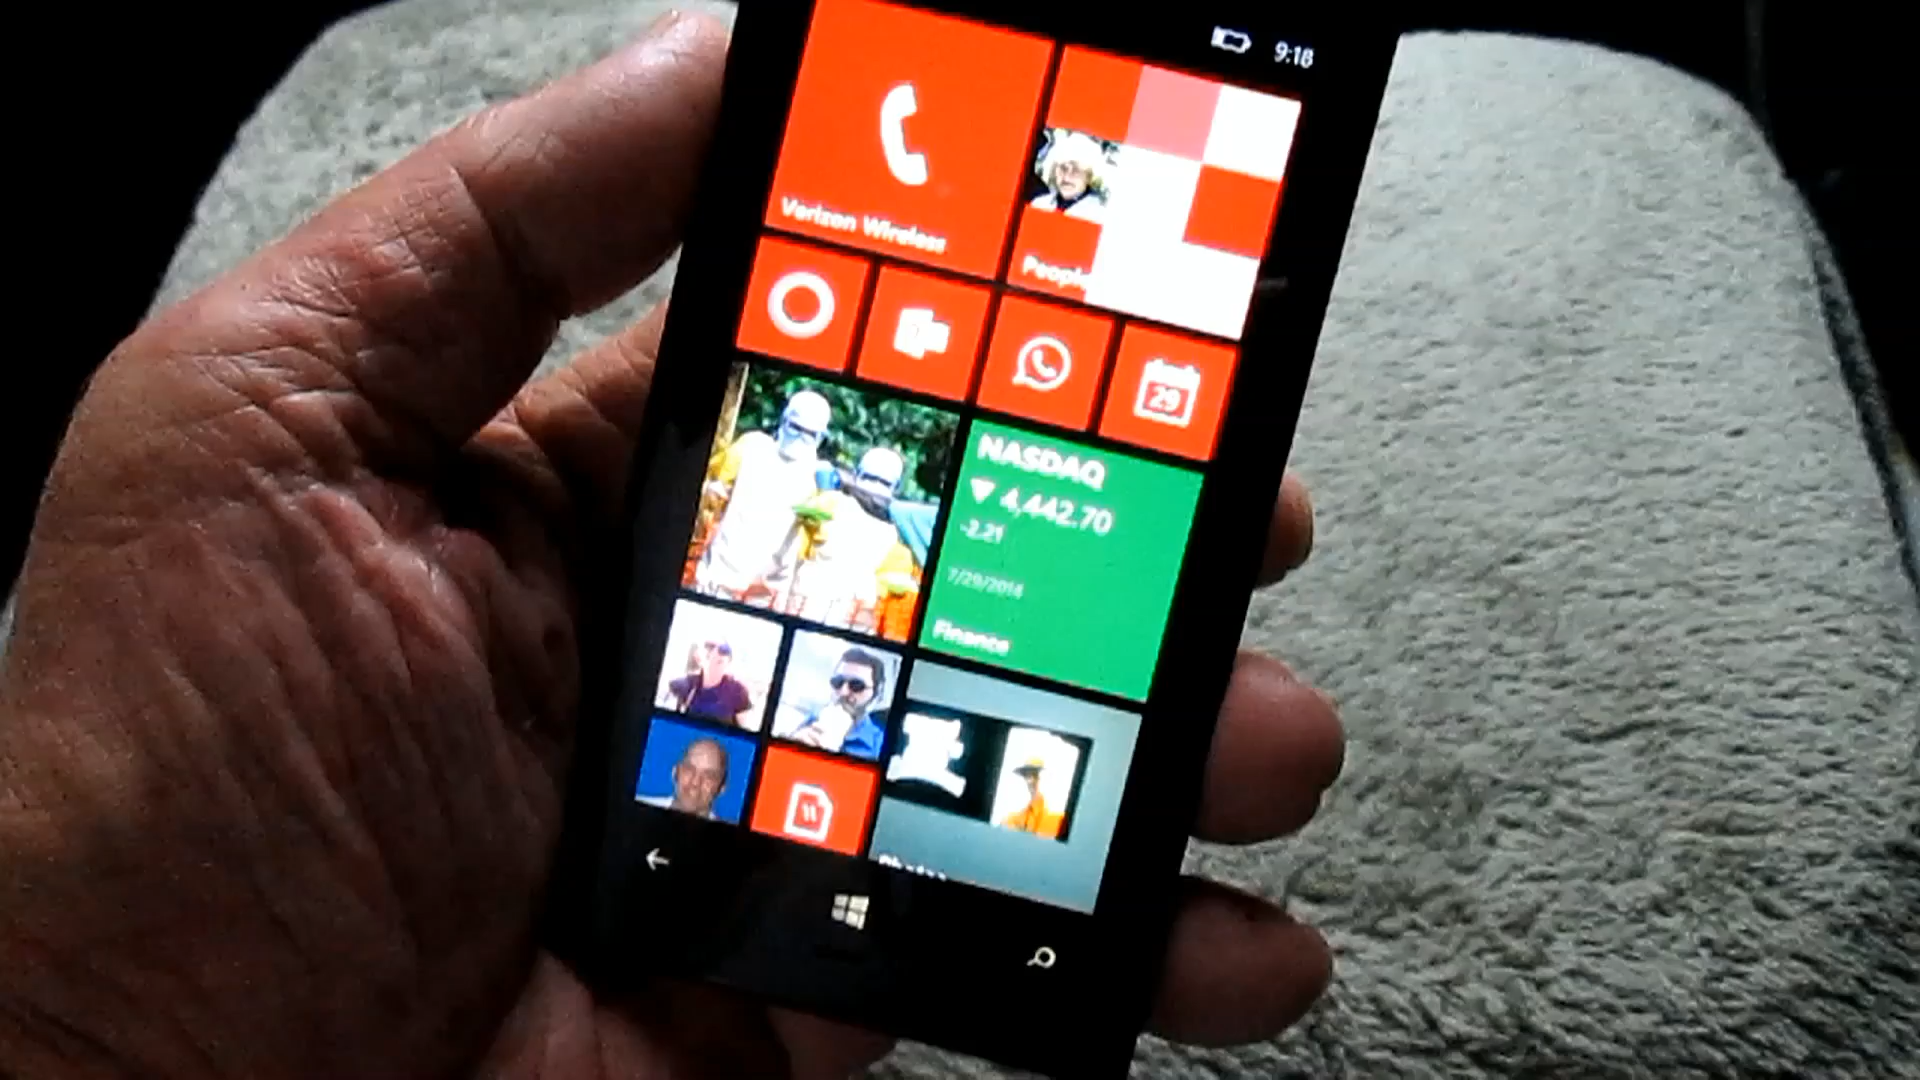 9:18
Verizon Wireless
People
29
NASDAQ
▼ 4,442.70
-2.21
7/29/2014
Finance